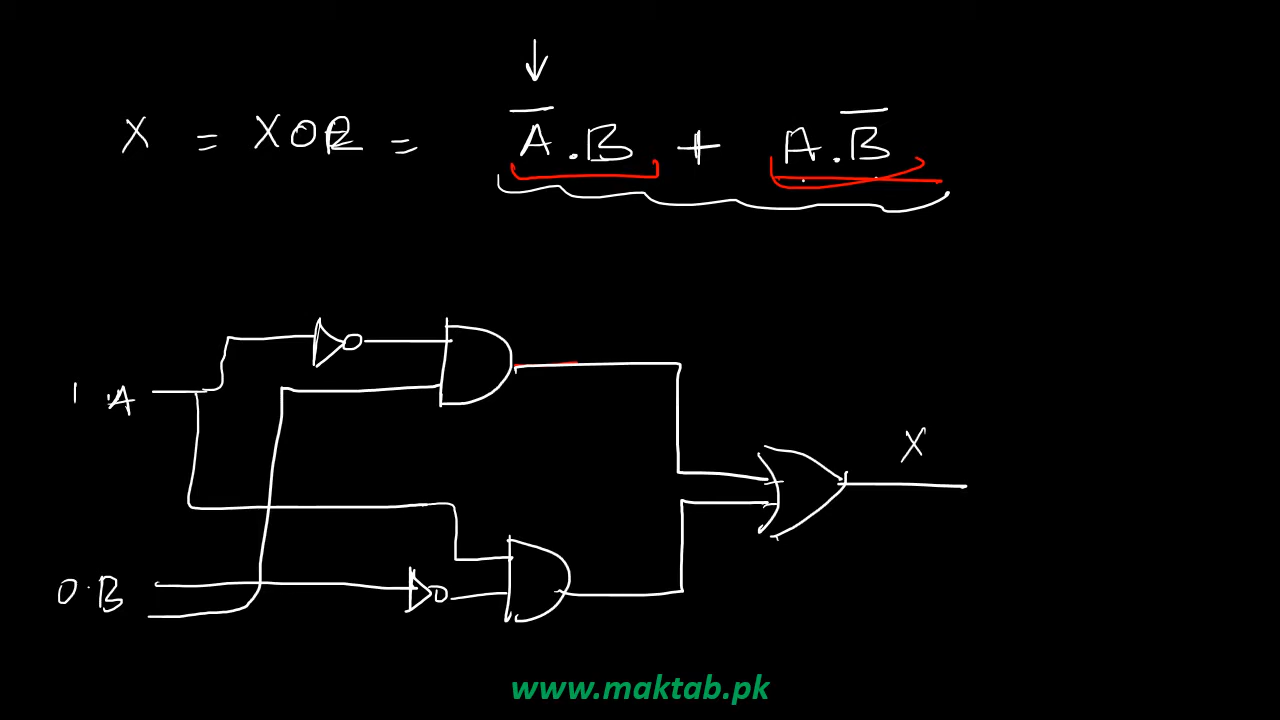 X = XOR = A̅.B + A.B̅
1 A
X
0 B
www.maktab.pk